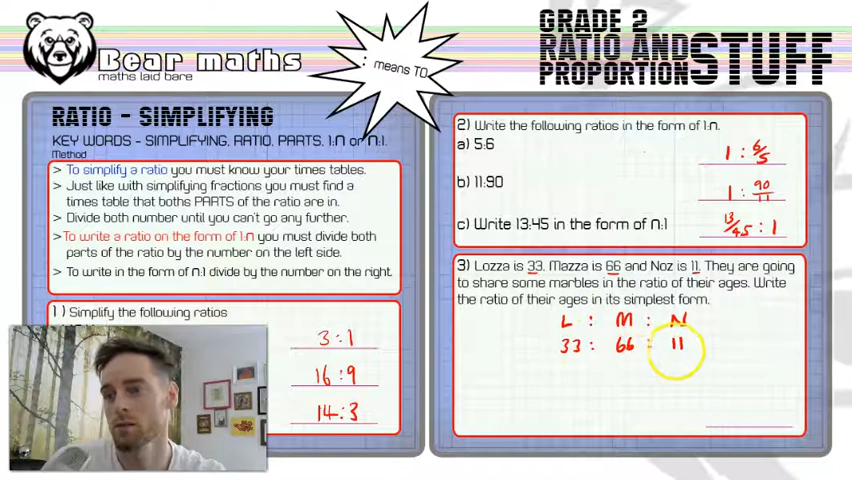 Bear maths
maths laid bare
: means TO
GRADE 2
RATIO AND
PROPORTION
STUFF
RATIO - SIMPLIFYING
KEY WORDS - SIMPLIFYING, RATIO, PARTS, 1:n or n:1.
Method
> To simplify a ratio you must know your times tables.
> Just like with simplifying fractions you must find a
times table that boths PARTS of the ratio are in.
> Divide both number until you can't go any further.
> To write a ratio on the form of 1:n you must divide both
parts of the ratio by the number on the left side.
> To write in the form of n:1 divide by the number on the right.
1) Simplify the following ratios
3:1
16:9
14:3
2) Write the following ratios in the form of 1:n.
a) 5:6
1 : 6/5
b) 11:90
1 : 90/11
c) Write 13:45 in the form of n:1
13/45 : 1
3) Lozza is 33. Mazza is 66 and Noz is 11. They are going
to share some marbles in the ratio of their ages. Write
the ratio of their ages in its simplest form.
L : M : N
33 : 66 : 11